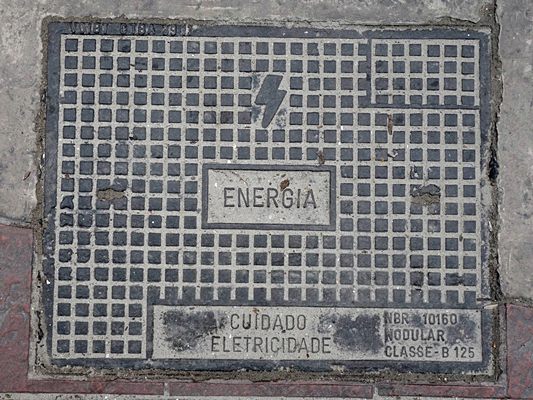 ENERGIA
CUIDADO
ELETRICIDADE
NBR 10160
NODULAR
CLASSE-B 125